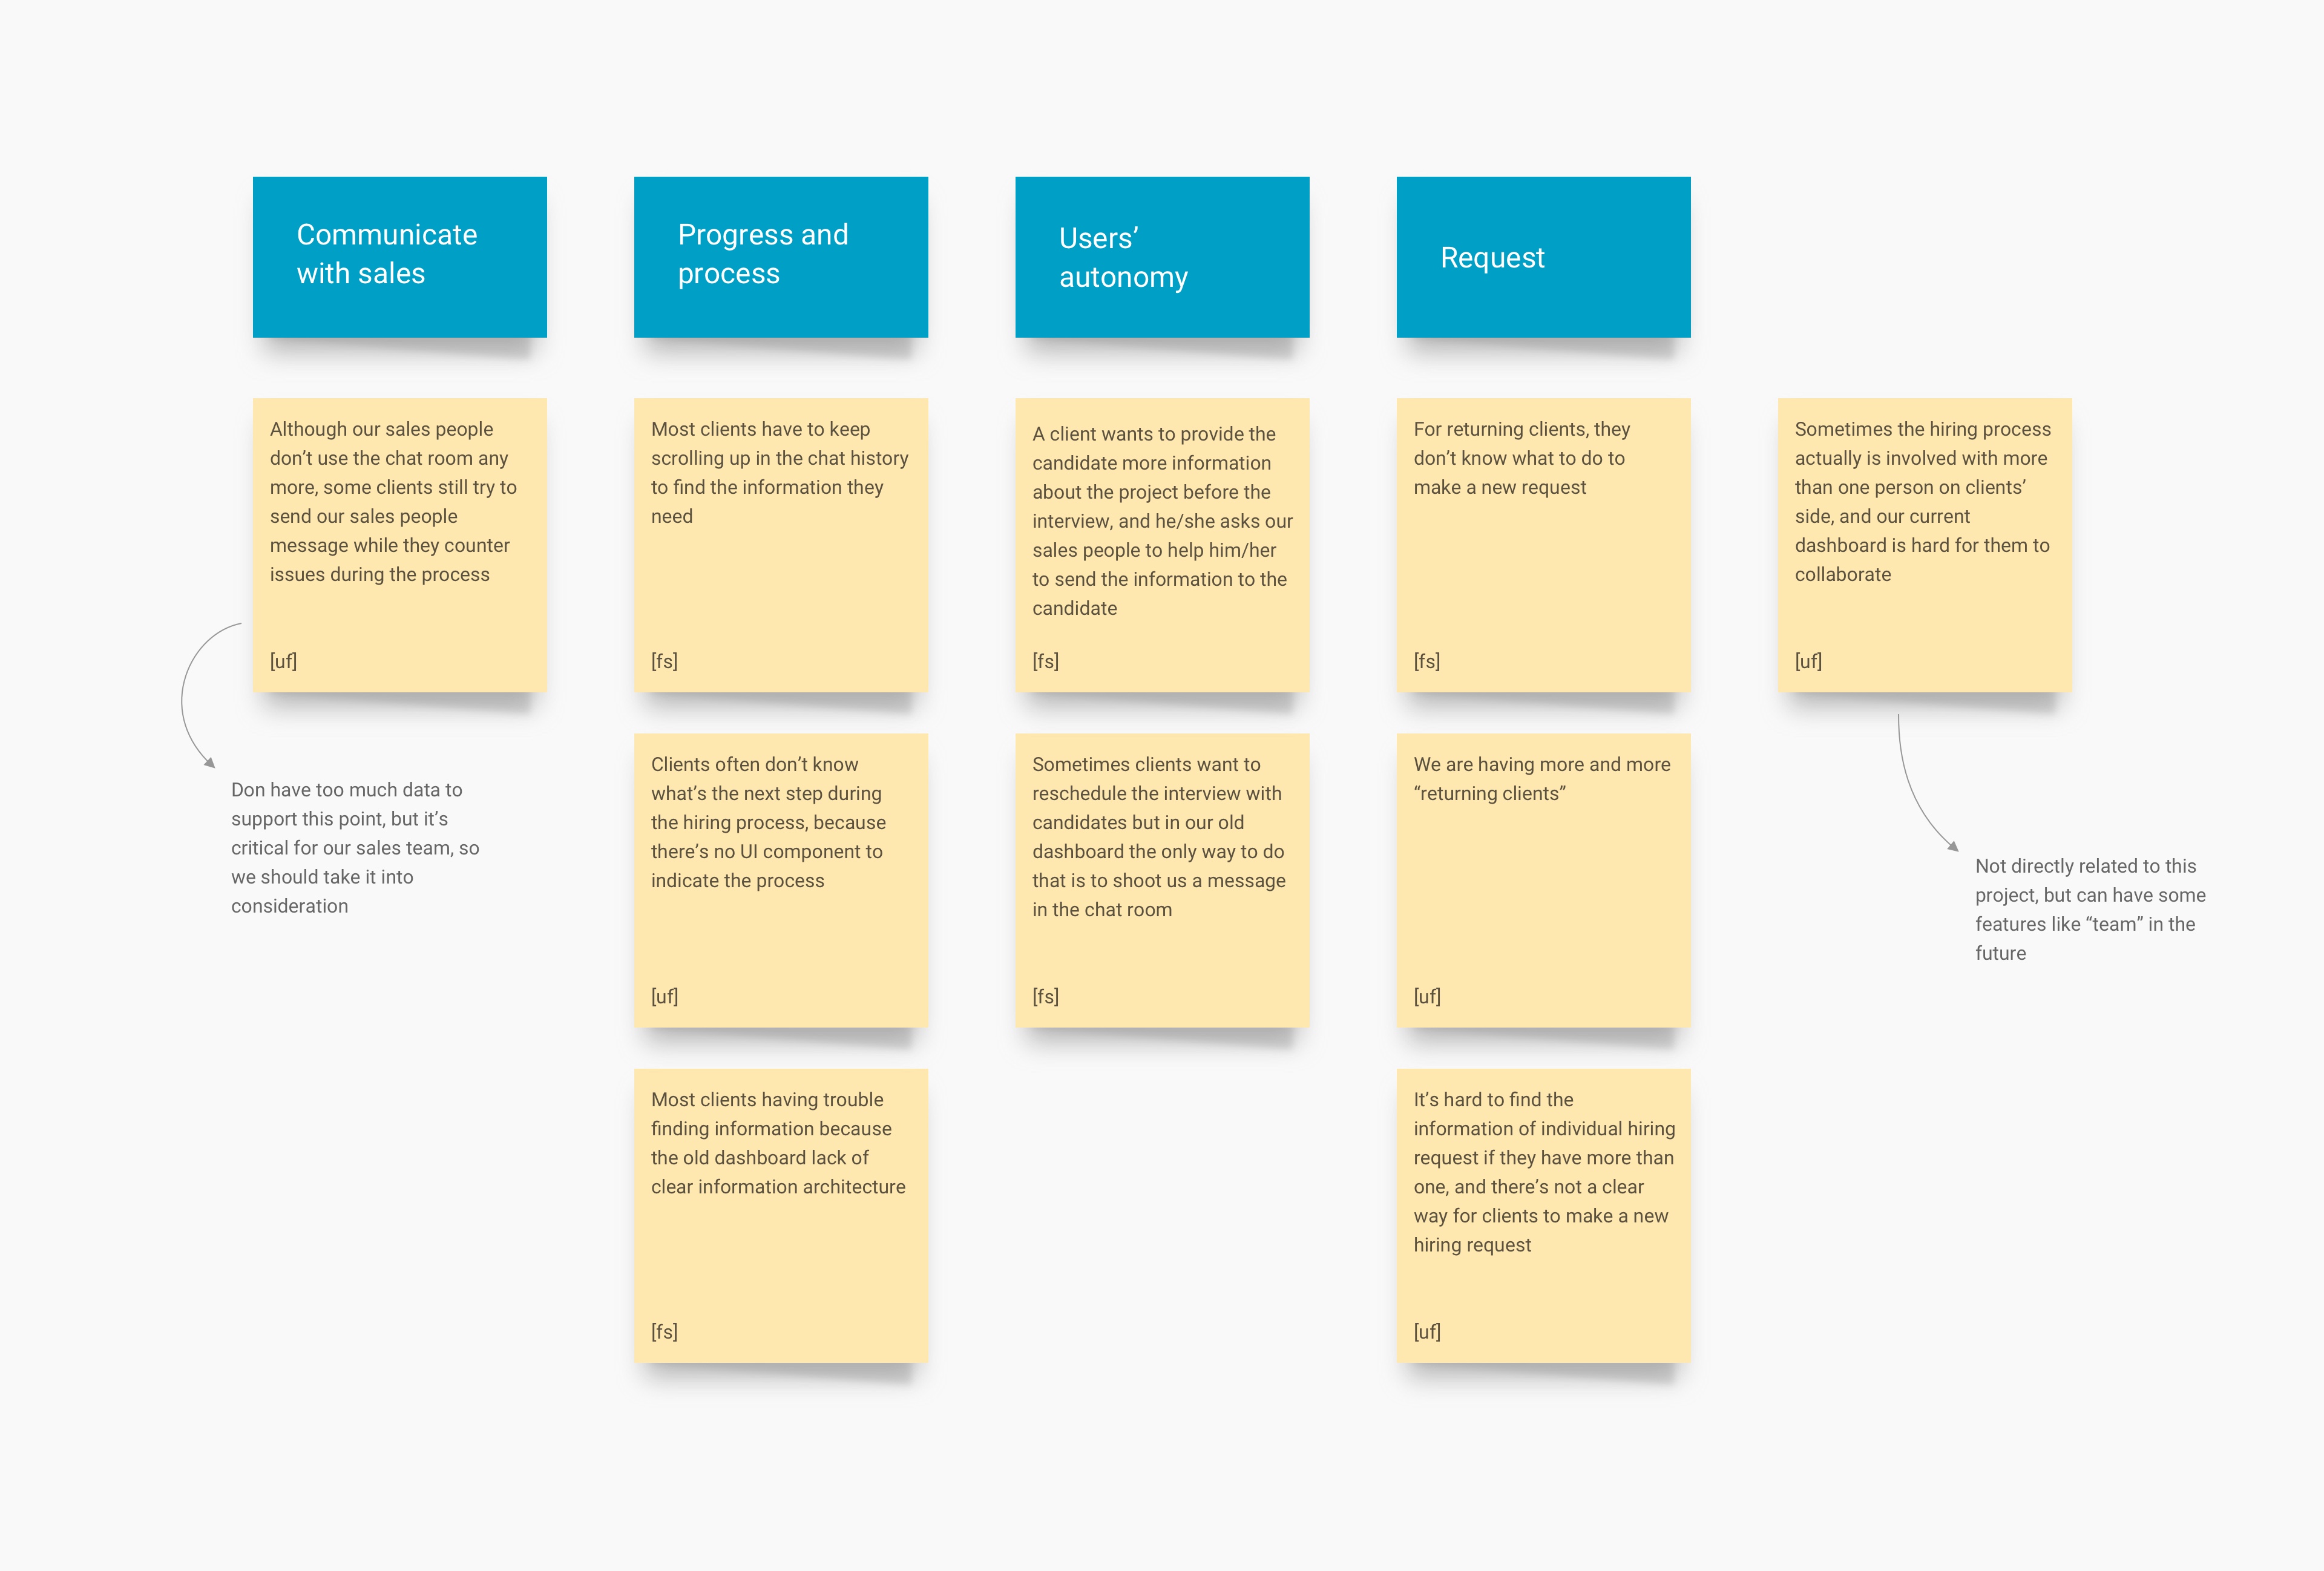 Communicate
with sales
Although our sales people
don’t use the chat room any
more, some clients still try to
send our sales people
message while they counter
issues during the process
[uf]
Don have too much data to
support this point, but it’s
critical for our sales team, so
we should take it into
consideration
Progress and
process
Most clients have to keep
scrolling up in the chat history
to find the information they
need
[fs]
Clients often don’t know
what’s the next step during
the hiring process, because
there’s no UI component to
indicate the process
[uf]
Most clients having trouble
finding information because
the old dashboard lack of
clear information architecture
[fs]
Users’
autonomy
A client wants to provide the
candidate more information
about the project before the
interview, and he/she asks our
sales people to help him/her
to send the information to the
candidate
[fs]
Sometimes clients want to
reschedule the interview with
candidates but in our old
dashboard the only way to do
that is to shoot us a message
in the chat room
[fs]
Request
For returning clients, they
don’t know what to do to
make a new request
[fs]
We are having more and more
“returning clients”
[uf]
It’s hard to find the
information of individual hiring
request if they have more than
one, and there’s not a clear
way for clients to make a new
hiring request
[uf]
Sometimes the hiring process
actually is involved with more
than one person on clients’
side, and our current
dashboard is hard for them to
collaborate
[uf]
Not directly related to this
project, but can have some
features like “team” in the
future